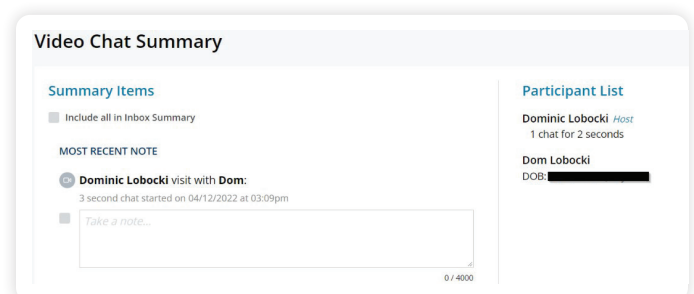 Video Chat Summary
Summary Items
Include all in Inbox Summary
MOST RECENT NOTE
Dominic Lobocki visit with Dom:
3 second chat started on 04/12/2022 at 03:09pm
Take a note...
0 / 4000
Participant List
Dominic Lobocki Host
1 chat for 2 seconds
Dom Lobocki
DOB: